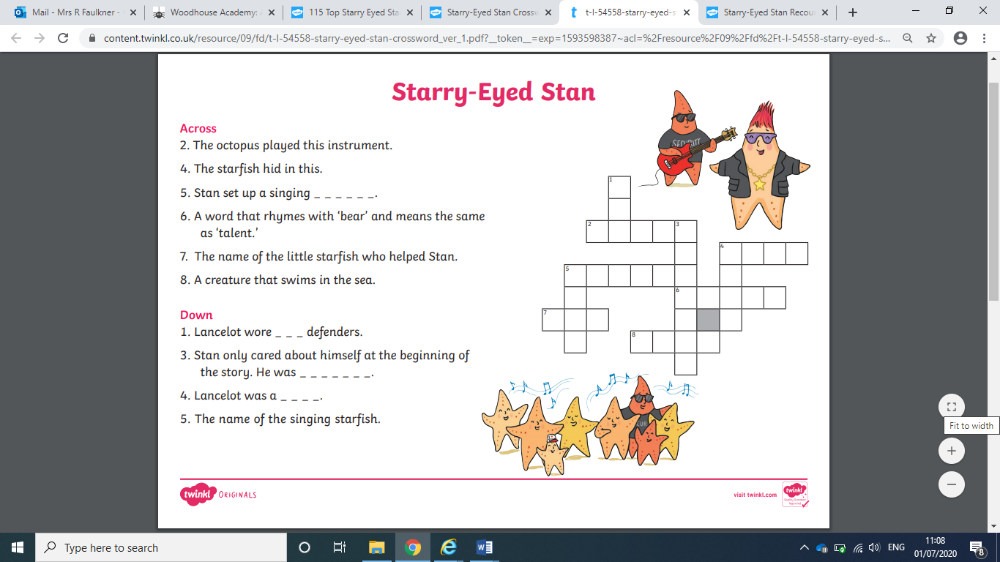 Mail - Mrs R Faulkner -
Woodhouse Academy:
115 Top Starry Eyed Sta
Starry-Eyed Stan Crossw
t-l-54558-starry-eyed-s
Starry-Eyed Stan Recou
content.twinkl.co.uk/resource/09/fd/t-l-54558-starry-eyed-stan-crossword_ver_1.pdf?__token__=exp=1593598387~acl=%2Fresource%2F09%2Ffd%2Ft-l-54558-starry-eyed-s...
Starry-Eyed Stan
Across
2. The octopus played this instrument.
4. The starfish hid in this.
5. Stan set up a singing _ _ _ _ _ _.
6. A word that rhymes with ‘bear’ and means the same
as ‘talent.’
7. The name of the little starfish who helped Stan.
8. A creature that swims in the sea.
Down
1. Lancelot wore _ _ _ defenders.
3. Stan only cared about himself at the beginning of
the story. He was _ _ _ _ _ _ _.
4. Lancelot was a _ _ _ _.
5. The name of the singing starfish.
SECURITY
1
2
3
4
5
6
7
8
CUR
twinkl ORIGINALS
visit twinkl.com
twinkl
Quality Standard
Approved
Fit to width
Type here to search
ENG
11:08
01/07/2020
8